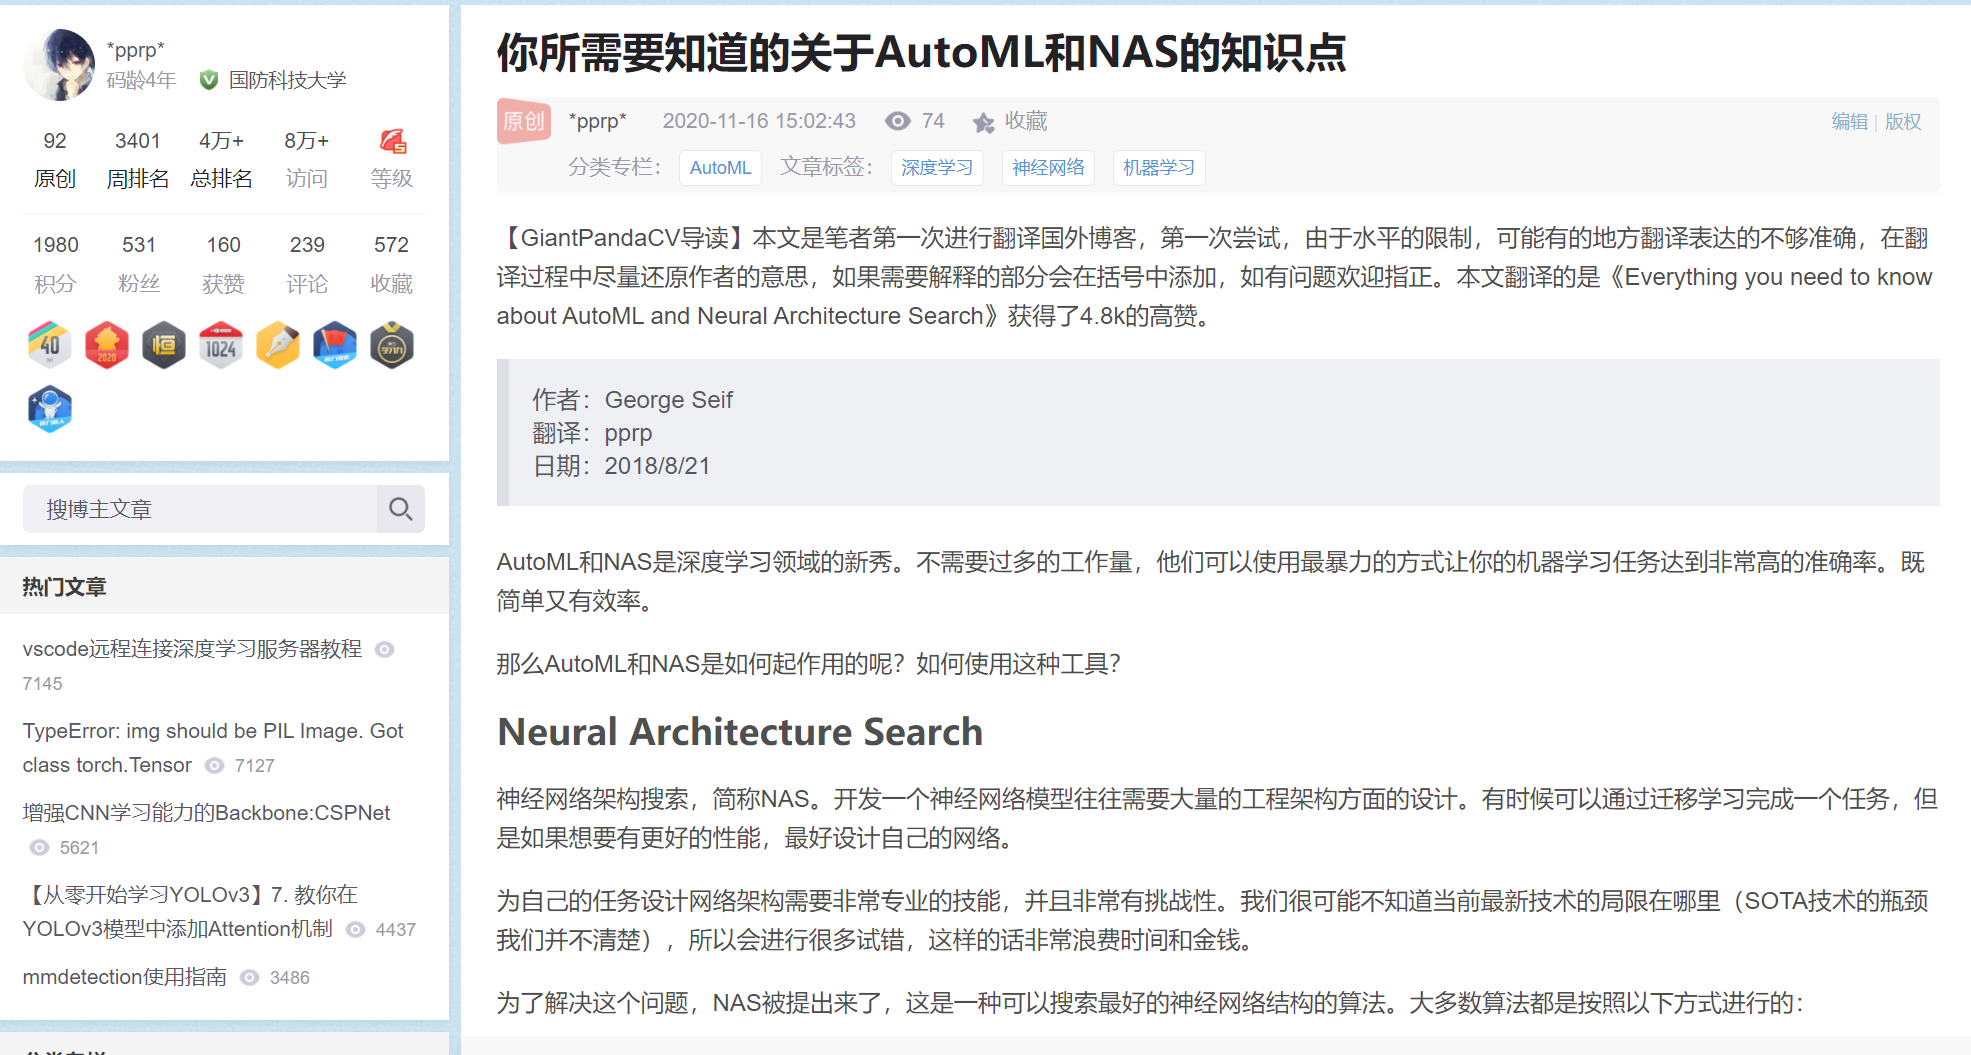 *pprp*
码龄4年 国防科技大学
92 3401 4万+ 8万+
原创 周排名 总排名 访问 等级
1980 531 160 239 572
积分 粉丝 获赞 评论 收藏
40 2020 恒 1024
搜博主文章
热门文章
vscode远程连接深度学习服务器教程
7145
TypeError: img should be PIL Image. Got
class torch.Tensor 7127
增强CNN学习能力的Backbone:CSPNet
5621
【从零开始学习YOLOv3】7. 教你在
YOLOv3模型中添加Attention机制 4437
mmdetection使用指南 3486
你所需要知道的关于AutoML和NAS的知识点
原创 *pprp* 2020-11-16 15:02:43 74 收藏 编辑 | 版权
分类专栏： AutoML 文章标签： 深度学习 神经网络 机器学习
【GiantPandaCV导读】本文是笔者第一次进行翻译国外博客，第一次尝试，由于水平的限制，可能有的地方翻译表达的不够准确，在翻
译过程中尽量还原作者的意思，如果需要解释的部分会在括号中添加，如有问题欢迎指正。本文翻译的是《Everything you need to know
about AutoML and Neural Architecture Search》获得了4.8k的高赞。
作者：George Seif
翻译：pprp
日期：2018/8/21
AutoML和NAS是深度学习领域的新秀。不需要过多的工作量，他们可以使用最暴力的方式让你的机器学习任务达到非常高的准确率。既
简单又有效率。
那么AutoML和NAS是如何起作用的呢？如何使用这种工具？
Neural Architecture Search
神经网络架构搜索，简称NAS。开发一个神经网络模型往往需要大量的工程架构方面的设计。有时候可以通过迁移学习完成一个任务，但
是如果想要有更好的性能，最好设计自己的网络。
为自己的任务设计网络架构需要非常专业的技能，并且非常有挑战性。我们很可能不知道当前最新技术的局限在哪里（SOTA技术的瓶颈
我们并不清楚），所以会进行很多试错，这样的话非常浪费时间和金钱。
为了解决这个问题，NAS被提出来了，这是一种可以搜索最好的神经网络结构的算法。大多数算法都是按照以下方式进行的：